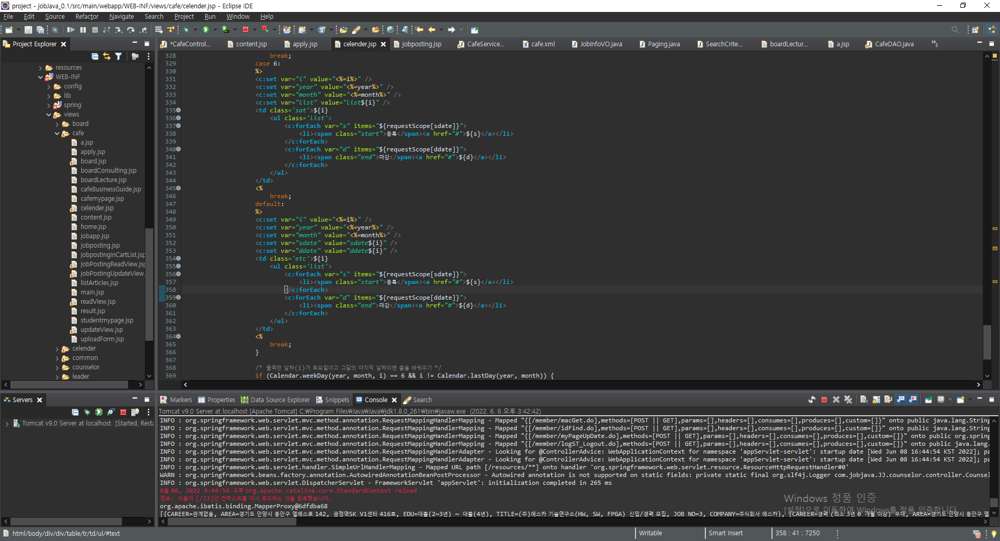 project - jobJava_0.1/src/main/webapp/WEB-INF/views/cafe/celender.jsp - Eclipse IDE
File Edit Source Refactor Navigate Search Project Run Window Help
Project Explorer
*CafeControl... content.jsp apply.jsp celender.jsp jobposting.jsp CafeService... cafe.xml JobInfoVO.java Paging.java SearchCrite... boardLectur... a.jsp CafeDAO.java
resources
WEB-INF
config
lib
spring
views
board
cafe
a.jsp
apply.jsp
board.jsp
boardConsulting.jsp
boardLecture.jsp
cafeBusinessGuide.jsp
cafemypage.jsp
celender.jsp
content.jsp
home.jsp
jobapp.jsp
jobposting.jsp
jobpostingInCartList.jsp
jobPostingReadView.jsp
jobPostingUpdateView.
listArticles.jsp
main.jsp
readView.jsp
result.jsp
studentmypage.jsp
updateView.jsp
uploadForm.jsp
celender
common
counselor
leader
328 break;
329 case 6:
330 %>
331 <c:set var="i" value="<%=i%>" />
332 <c:set var="year" value="<%=year%>" />
333 <c:set var="month" value="<%=month%>" />
334 <c:set var="list" value="list${i}" />
335 <td class='sat'>${i}
336 <ul class='list'>
337 <c:forEach var="s" items="${requestScope[sdate]}">
338 <li><span class="start">등록</span><a href="#">${s}</a></li>
339 </c:forEach>
340 <c:forEach var="d" items="${requestScope[ddate]}">
341 <li><span class="end">마감</span><a href="#">${d}</a></li>
342 </c:forEach>
343 </ul>
344 </td>
345 <%
346 break;
347 default:
348 %>
349 <c:set var="i" value="<%=i%>" />
350 <c:set var="year" value="<%=year%>" />
351 <c:set var="month" value="<%=month%>" />
352 <c:set var="sdate" value="sdate${i}" />
353 <c:set var="ddate" value="ddate${i}" />
354 <td class='etc'>${i}
355 <ul class='list'>
356 <c:forEach var="s" items="${requestScope[sdate]}">
357 <li><span class="start">등록</span><a href="#">${s}</a></li>
358 </c:forEach>
359 <c:forEach var="d" items="${requestScope[ddate]}">
360 <li><span class="end">마감</span><a href="#">${d}</a></li>
361 </c:forEach>
362 </ul>
363 </td>
364 <%
365 break;
366 }
367
368 /* 출력한 날짜(i)가 토요일이고 그달의 마지막 날짜이면 줄을 바꿔주기 */
369 if (Calendar.weekDay(year, month, i) == 6 && i != Calendar.lastDay(year, month)) {
Servers
Tomcat v9.0 Server at localhost [Started, Resta
Markers Properties Data Source Explorer Snippets Console Search
Tomcat v9.0 Server at localhost [Apache Tomcat] C:₩Program Files₩Java₩Java₩jdk1.8.0_261₩bin₩javaw.exe (2022. 6. 8 오후 3:42:42)
INFO : org.springframework.web.servlet.mvc.method.annotation.RequestMappingHandlerMapping - Mapped "{[/member/macGet.do],methods=[POST || GET],params=[],headers=[],consumes=[],produces=[],custom=[]}" onto public java.lang.String
INFO : org.springframework.web.servlet.mvc.method.annotation.RequestMappingHandlerMapping - Mapped "{[/member/idFind.do],methods=[POST || GET],params=[],headers=[],consumes=[],produces=[],custom=[]}" onto public java.lang.String
INFO : org.springframework.web.servlet.mvc.method.annotation.RequestMappingHandlerMapping - Mapped "{[/member/myPageUpDate.do],methods=[POST || GET],params=[],headers=[],consumes=[],produces=[],custom=[]}" onto public org.spring
INFO : org.springframework.web.servlet.mvc.method.annotation.RequestMappingHandlerMapping - Mapped "{[/member/logST_Logout.do],methods=[POST || GET],params=[],headers=[],consumes=[],produces=[],custom=[]}" onto public java.lang.
INFO : org.springframework.web.servlet.mvc.method.annotation.RequestMappingHandlerAdapter - Looking for @ControllerAdvice: WebApplicationContext for namespace 'appServlet-servlet': startup date [Wed Jun 08 16:44:54 KST 2022]; pa
INFO : org.springframework.web.servlet.mvc.method.annotation.RequestMappingHandlerAdapter - Looking for @ControllerAdvice: WebApplicationContext for namespace 'appServlet-servlet': startup date [Wed Jun 08 16:44:54 KST 2022]; pa
INFO : org.springframework.web.servlet.handler.SimpleUrlHandlerMapping - Mapped URL path [/resources/**] onto handler 'org.springframework.web.servlet.resource.ResourceHttpRequestHandler#0'
WARN : org.springframework.beans.factory.annotation.AutowiredAnnotationBeanPostProcessor - Autowired annotation is not supported on static fields: private static final org.slf4j.Logger com.jobjava.JJ.counselor.controller.Counsel
INFO : org.springframework.web.servlet.DispatcherServlet - FrameworkServlet 'appServlet': initialization completed in 265 ms
6월 08, 2022 4:44:54 오후 org.apache.catalina.core.StandardContext reload
정보: 이름이 [/JJ]인 컨텍스트를 다시 로드하는 것을 완료했습니다.
org.apache.ibatis.binding.MapperProxy@6dfdba68
[{CAREER=관계없음, AREA=경기도 안양시 동안구 엘에스로 142, 금정역SK V1센터 416호, EDU=대졸(2~3년) ~ 대졸(4년), TITLE=(주)에스카 기술연구소(HW, SW, FPGA) 신입/경력 모집, JOB_NO=3, COMPANY=주식회사 에스카}, {CAREER=경력 (최소 3년 0 개월 이상) 우대, AREA=경기도 안양시 동안구 엘
Windows 정품 인증
[설정]으로 이동하여 Windows를 정품 인증합니다.
html/body/div/div/table/tr/td/ul/#text Writable Smart Insert 358 : 41 : 7250